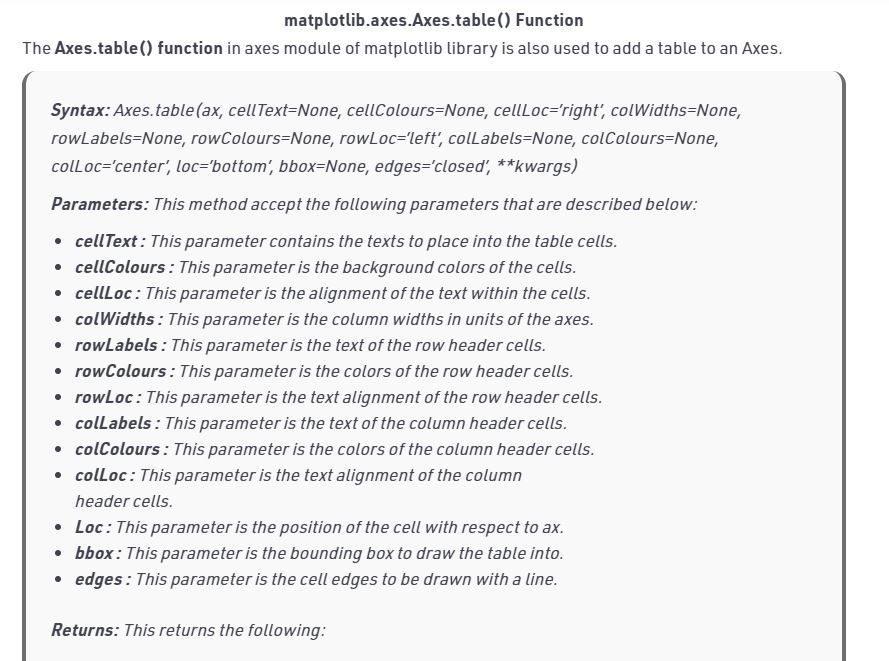 matplotlib.axes.Axes.table() Function
The Axes.table() function in axes module of matplotlib library is also used to add a table to an Axes.
Syntax: Axes.table(ax, cellText=None, cellColours=None, cellLoc=’right’, colWidths=None,
rowLabels=None, rowColours=None, rowLoc=’left’, colLabels=None, colColours=None,
colLoc=’center’, loc=’bottom’, bbox=None, edges=’closed’, **kwargs)
Parameters: This method accept the following parameters that are described below:
• cellText : This parameter contains the texts to place into the table cells.
• cellColours : This parameter is the background colors of the cells.
• cellLoc : This parameter is the alignment of the text within the cells.
• colWidths : This parameter is the column widths in units of the axes.
• rowLabels : This parameter is the text of the row header cells.
• rowColours : This parameter is the colors of the row header cells.
• rowLoc : This parameter is the text alignment of the row header cells.
• colLabels : This parameter is the text of the column header cells.
• colColours : This parameter is the colors of the column header cells.
• colLoc : This parameter is the text alignment of the column
header cells.
• Loc : This parameter is the position of the cell with respect to ax.
• bbox : This parameter is the bounding box to draw the table into.
• edges : This parameter is the cell edges to be drawn with a line.
Returns: This returns the following: